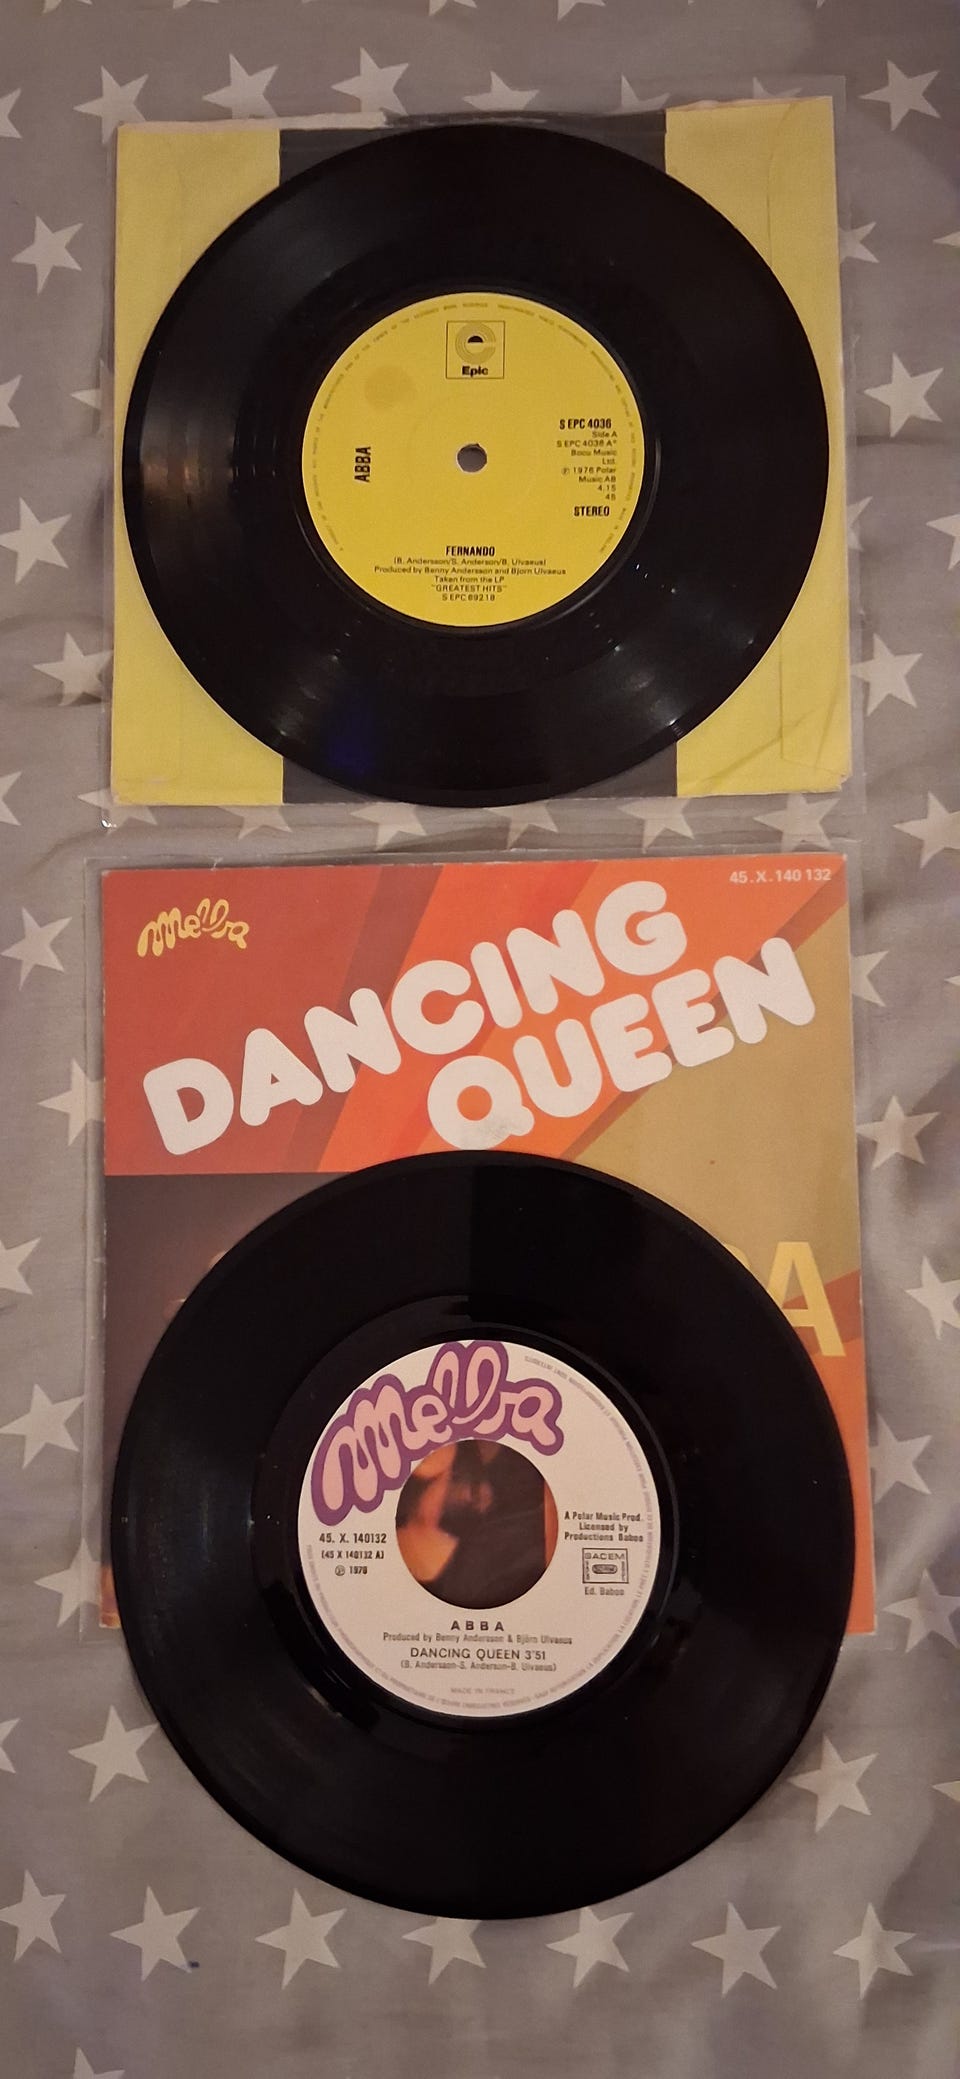 Epic
S EPC 4036
Side A
S EPC 4036 A*
Bocu Music
Ltd.
℗ 1976 Polar
Music AB
4.15
45
STEREO
ABBA
FERNANDO
(B. Andersson/S. Anderson/B. Ulvaeus)
Produced by Benny Andersson and Bjorn Ulvaeus
Taken from the LP
"GREATEST HITS"
S EPC 69218
45.X.140 132
Melba
DANCING
QUEEN
A
Melba
45. X. 140132
(45 X 140132 A)
℗ 1976
A Polar Music Prod.
Licensed by
Productions Baboo
SACEM
Ed. Baboo
ABBA
Produced by Benny Andersson & Björn Ulvaeus
DANCING QUEEN 3'51
(B. Andersson-S. Anderson-B. Ulvaeus)
MADE IN FRANCE